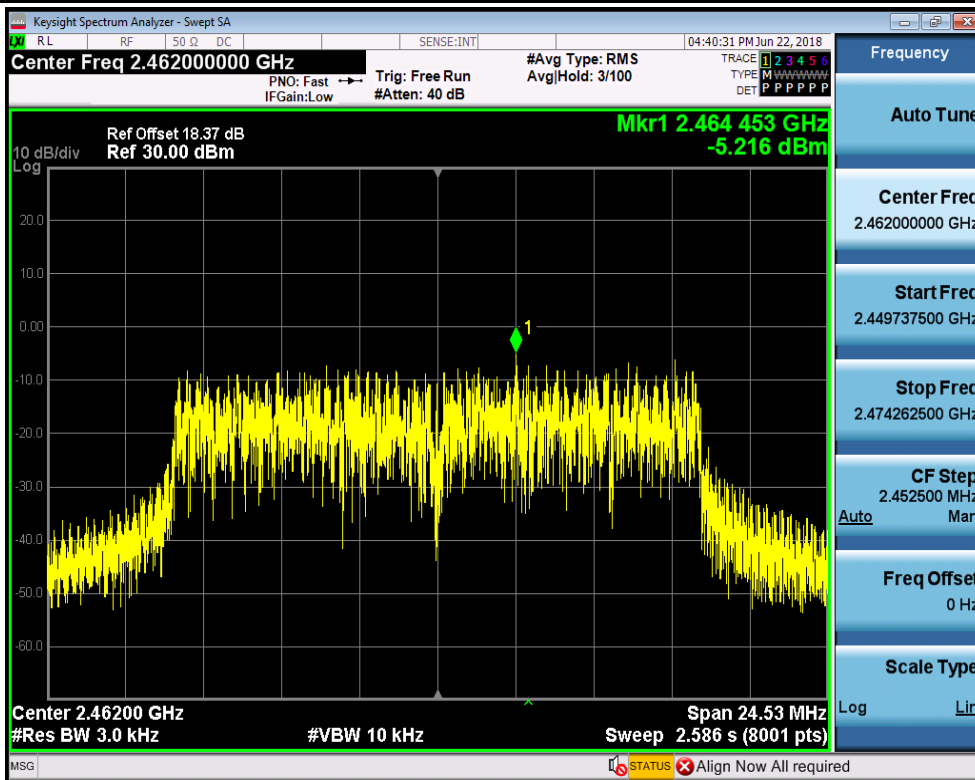 Keysight Spectrum Analyzer - Swept SA
LXI RL RF 50 Ω DC SENSE:INT 04:40:31 PM Jun 22, 2018
Center Freq 2.462000000 GHz
PNO: Fast
IFGain:Low
Trig: Free Run
#Atten: 40 dB
#Avg Type: RMS
Avg|Hold: 3/100
TRACE 1 2 3 4 5 6
TYPE M W W W W W
DET P P P P P P
Ref Offset 18.37 dB
10 dB/div Ref 30.00 dBm
Log
Mkr1 2.464 453 GHz
-5.216 dBm
20.0
10.0
0.00
1
-10.0
-20.0
-30.0
-40.0
-50.0
-60.0
Center 2.46200 GHz
Span 24.53 MHz
#Res BW 3.0 kHz
#VBW 10 kHz
Sweep 2.586 s (8001 pts)
MSG
STATUS Align Now All required
Frequency
Auto Tune
Center Freq
2.462000000 GHz
Start Freq
2.449737500 GHz
Stop Freq
2.474262500 GHz
CF Step
2.452500 MHz
Auto Man
Freq Offset
0 Hz
Scale Type
Log Lin